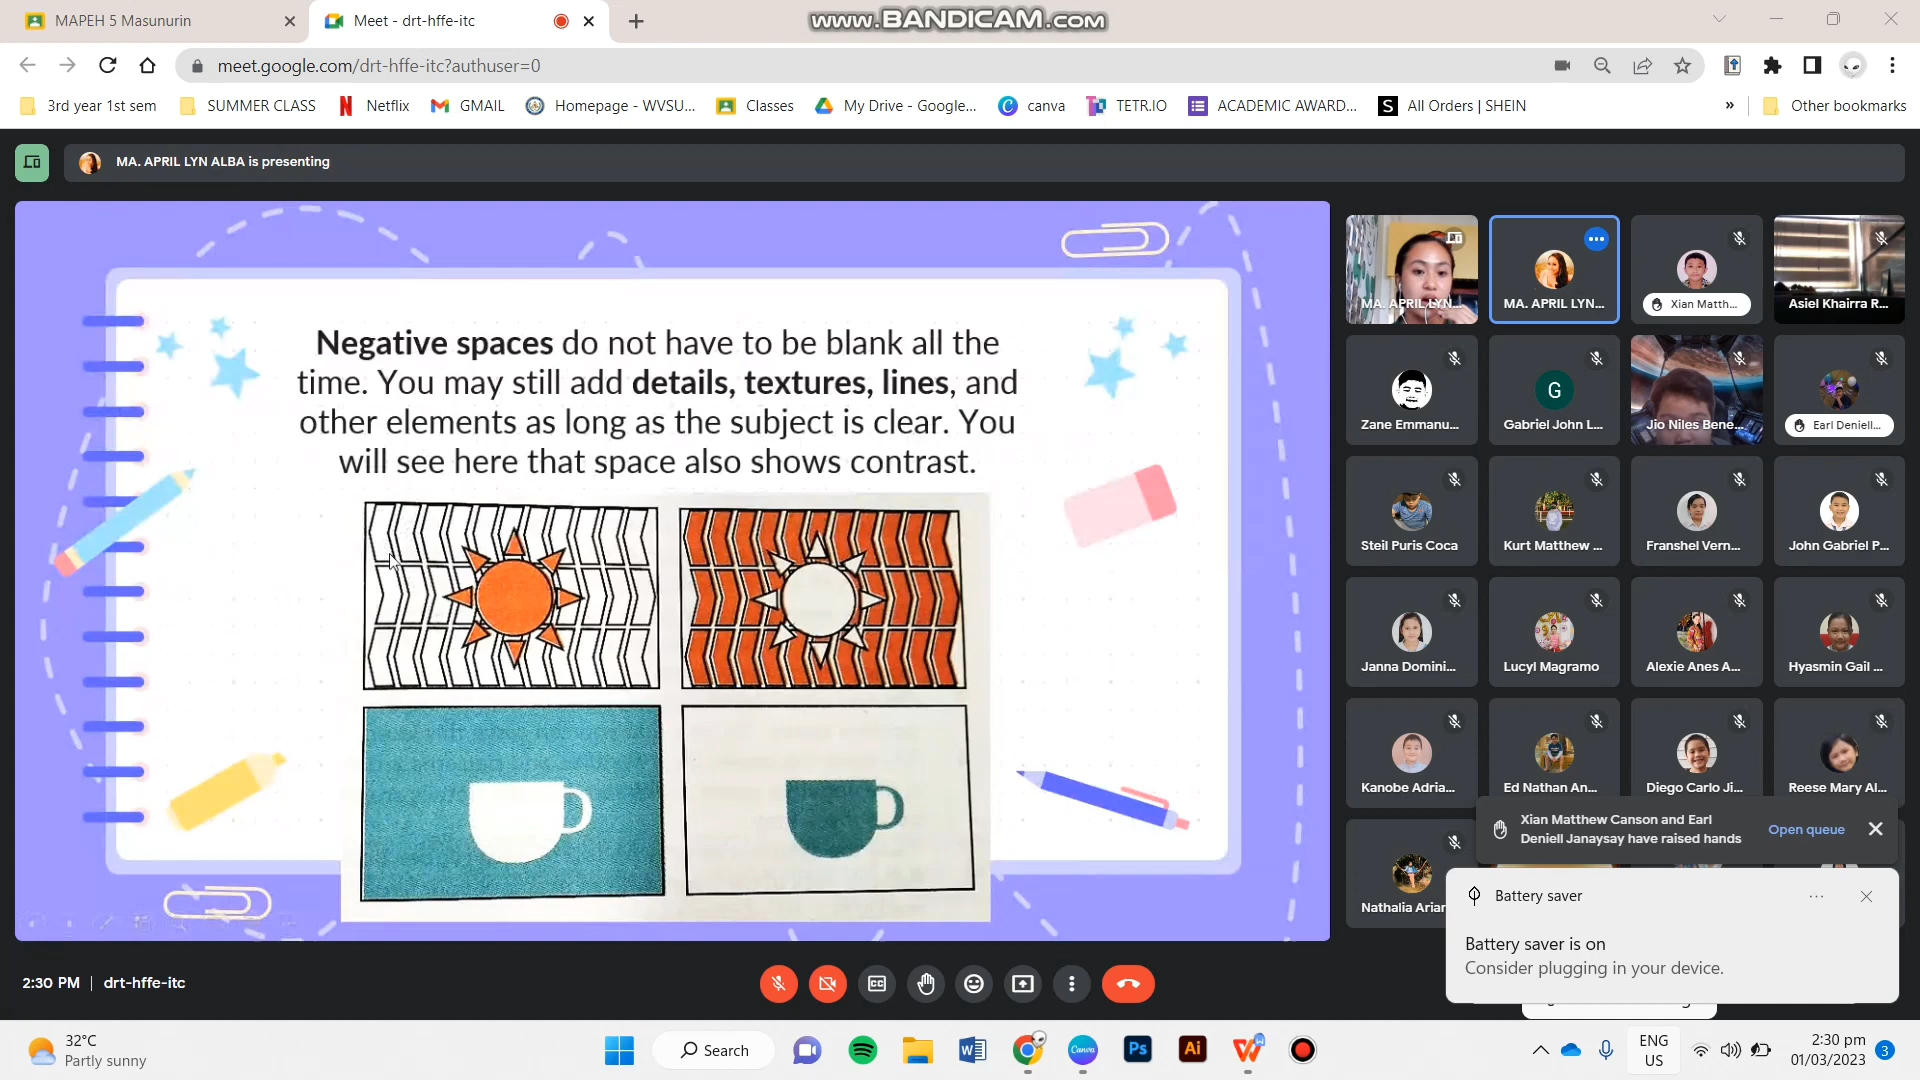 MAPEH 5 Masunurin
Meet - drt-hffe-itc
www.BANDICAM.com
meet.google.com/drt-hffe-itc?authuser=0
3rd year 1st sem
SUMMER CLASS
Netflix
GMAIL
Homepage - WVSU...
Classes
My Drive - Google...
canva
TETR.IO
ACADEMIC AWARD...
All Orders | SHEIN
»
Other bookmarks
MA. APRIL LYN ALBA is presenting
Negative spaces do not have to be blank all the
time. You may still add details, textures, lines, and
other elements as long as the subject is clear. You
will see here that space also shows contrast.
MA. APRIL LYN...
MA. APRIL LYN...
Xian Matth...
Asiel Khairra R...
Zane Emmanu...
G
Gabriel John L...
Jio Niles Bene...
Earl Deniell...
Steil Puris Coca
Kurt Matthew ...
Franshel Vern...
John Gabriel P...
Janna Domini...
Lucyl Magramo
Alexie Anes A...
Hyasmin Gail ...
Kanobe Adria...
Ed Nathan An...
Diego Carlo Ji...
Reese Mary Al...
Nathalia Arian
Xian Matthew Canson and Earl
Deniell Janaysay have raised hands
Open queue
Battery saver
Battery saver is on
Consider plugging in your device.
2:30 PM | drt-hffe-itc
32°C
Partly sunny
Search
Canva
Ps
Ai
ENG
US
2:30 pm
01/03/2023
3